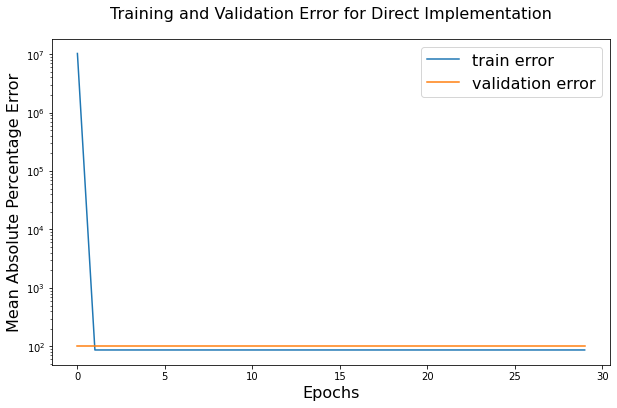 Training and Validation Error for Direct Implementation
train error
validation error
Mean Absolute Percentage Error
10⁷
10⁶
10⁵
10⁴
10³
10²
0 5 10 15 20 25 30
Epochs